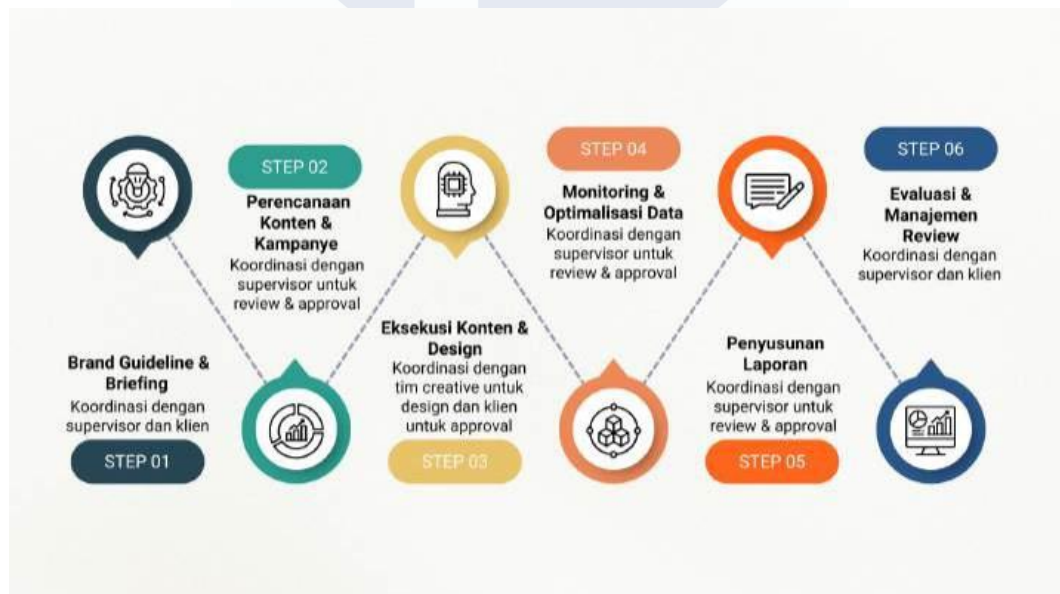 Brand Guideline &
Briefing
Koordinasi dengan
supervisor dan klien
STEP 01
STEP 02
Perencanaan
Konten &
Kampanye
Koordinasi dengan
supervisor untuk
review & approval
Eksekusi Konten &
Design
Koordinasi dengan
tim creative untuk
design dan klien
untuk approval
STEP 03
STEP 04
Monitoring &
Optimalisasi Data
Koordinasi dengan
supervisor untuk
review & approval
Penyusunan
Laporan
Koordinasi dengan
supervisor untuk
review & approval
STEP 05
STEP 06
Evaluasi &
Manajemen
Review
Koordinasi dengan
supervisor dan klien